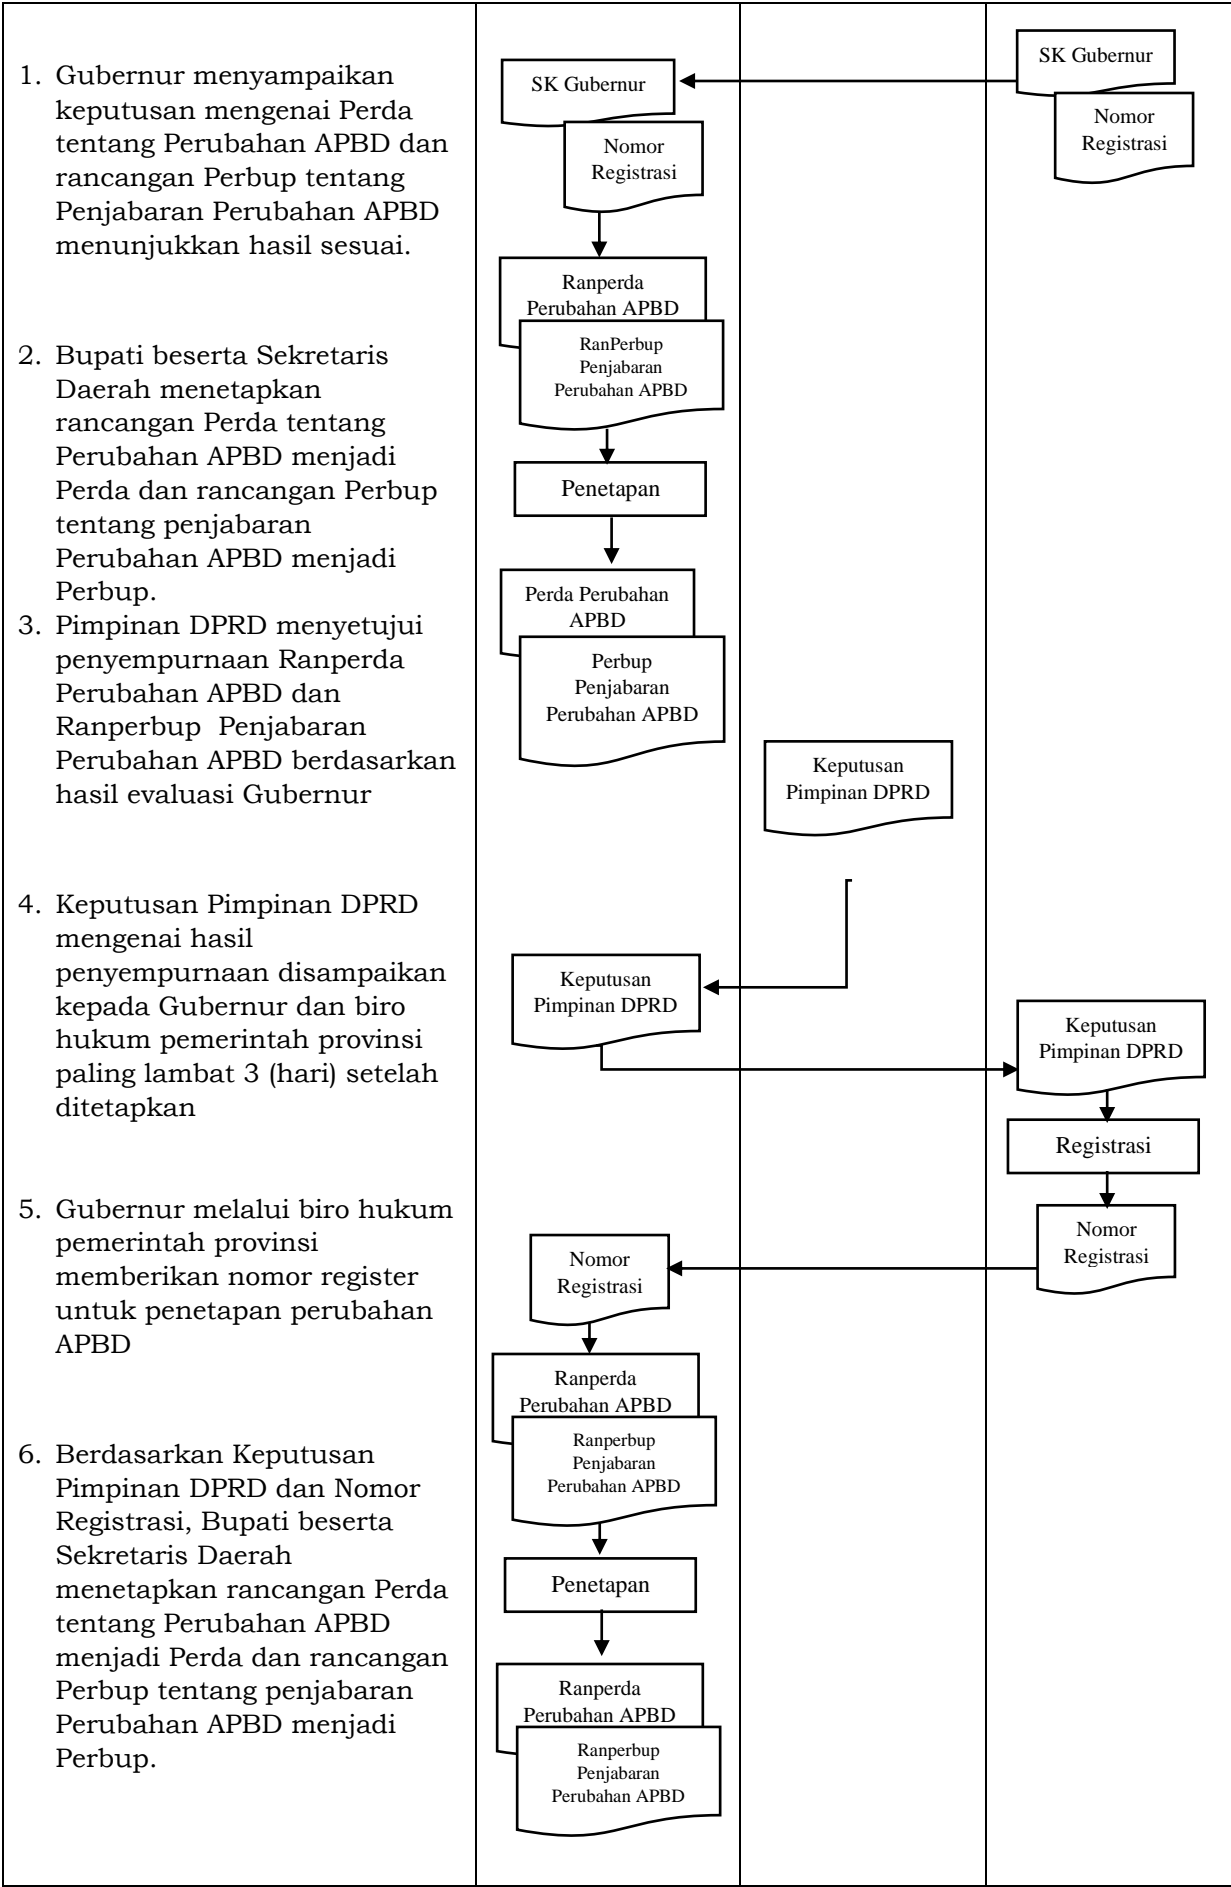 1. Gubernur menyampaikan
keputusan mengenai Perda
tentang Perubahan APBD dan
rancangan Perbup tentang
Penjabaran Perubahan APBD
menunjukkan hasil sesuai.
2. Bupati beserta Sekretaris
Daerah menetapkan
rancangan Perda tentang
Perubahan APBD menjadi
Perda dan rancangan Perbup
tentang penjabaran
Perubahan APBD menjadi
Perbup.
3. Pimpinan DPRD menyetujui
penyempurnaan Ranperda
Perubahan APBD dan
Ranperbup Penjabaran
Perubahan APBD berdasarkan
hasil evaluasi Gubernur
4. Keputusan Pimpinan DPRD
mengenai hasil
penyempurnaan disampaikan
kepada Gubernur dan biro
hukum pemerintah provinsi
paling lambat 3 (hari) setelah
ditetapkan
5. Gubernur melalui biro hukum
pemerintah provinsi
memberikan nomor register
untuk penetapan perubahan
APBD
6. Berdasarkan Keputusan
Pimpinan DPRD dan Nomor
Registrasi, Bupati beserta
Sekretaris Daerah
menetapkan rancangan Perda
tentang Perubahan APBD
menjadi Perda dan rancangan
Perbup tentang penjabaran
Perubahan APBD menjadi
Perbup.
SK Gubernur
Nomor
Registrasi
Ranperda
Perubahan APBD
RanPerbup
Penjabaran
Perubahan APBD
Penetapan
Perda Perubahan
APBD
Perbup
Penjabaran
Perubahan APBD
Keputusan
Pimpinan DPRD
Nomor
Registrasi
Ranperda
Perubahan APBD
Ranperbup
Penjabaran
Perubahan APBD
Penetapan
Ranperda
Perubahan APBD
Ranperbup
Penjabaran
Perubahan APBD
Keputusan
Pimpinan DPRD
SK Gubernur
Nomor
Registrasi
Keputusan
Pimpinan DPRD
Registrasi
Nomor
Registrasi